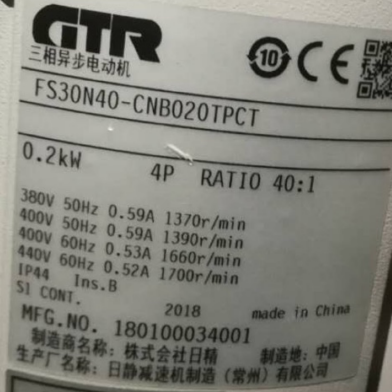 GTR
三相异步电动机
10 CE
FS30N40-CNB020TPCT
0.2kW 4P RATIO 40:1
380V 50Hz 0.59A 1370r/min
400V 50Hz 0.59A 1390r/min
400V 60Hz 0.53A 1660r/min
440V 60Hz 0.52A 1700r/min
IP44 Ins.B
S1 CONT. 2018 made in China
MFG.NO. 180100034001
制造商名称: 株式会社日精 制造地: 中国
生产厂名称: 日静减速机制造（常州）有限公